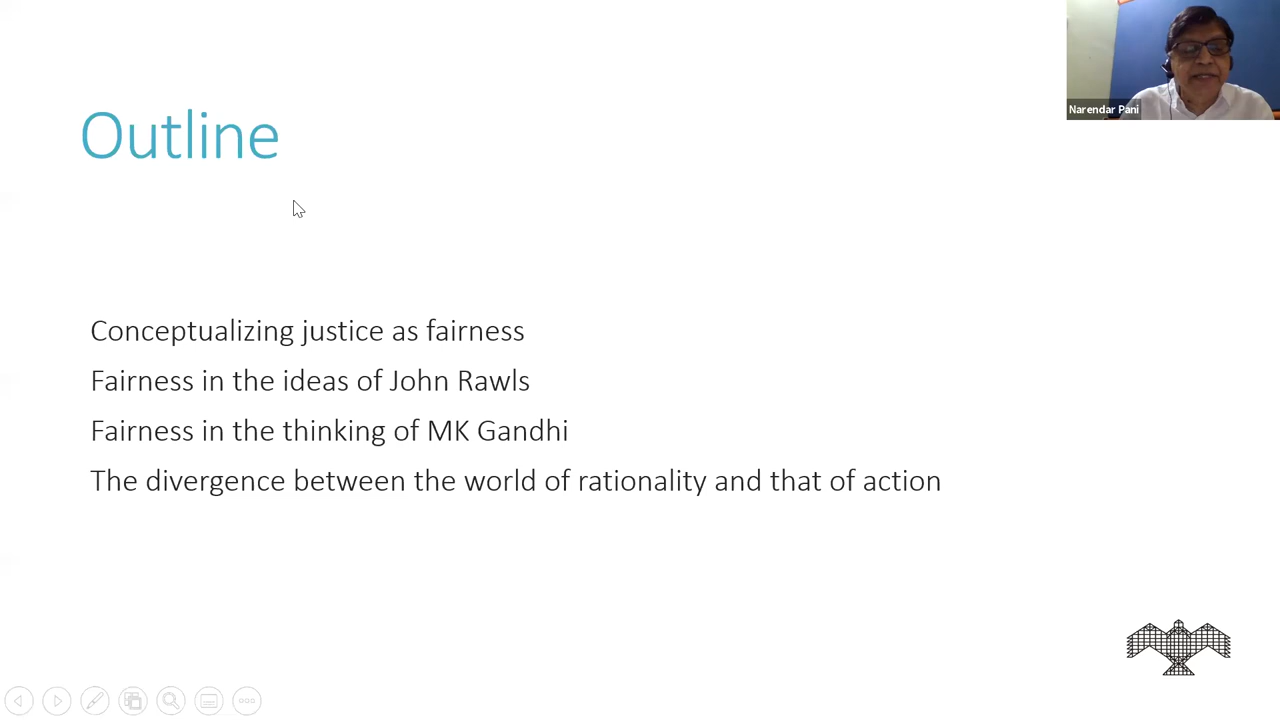 Narendar Pani
Outline
Conceptualizing justice as fairness
Fairness in the ideas of John Rawls
Fairness in the thinking of MK Gandhi
The divergence between the world of rationality and that of action